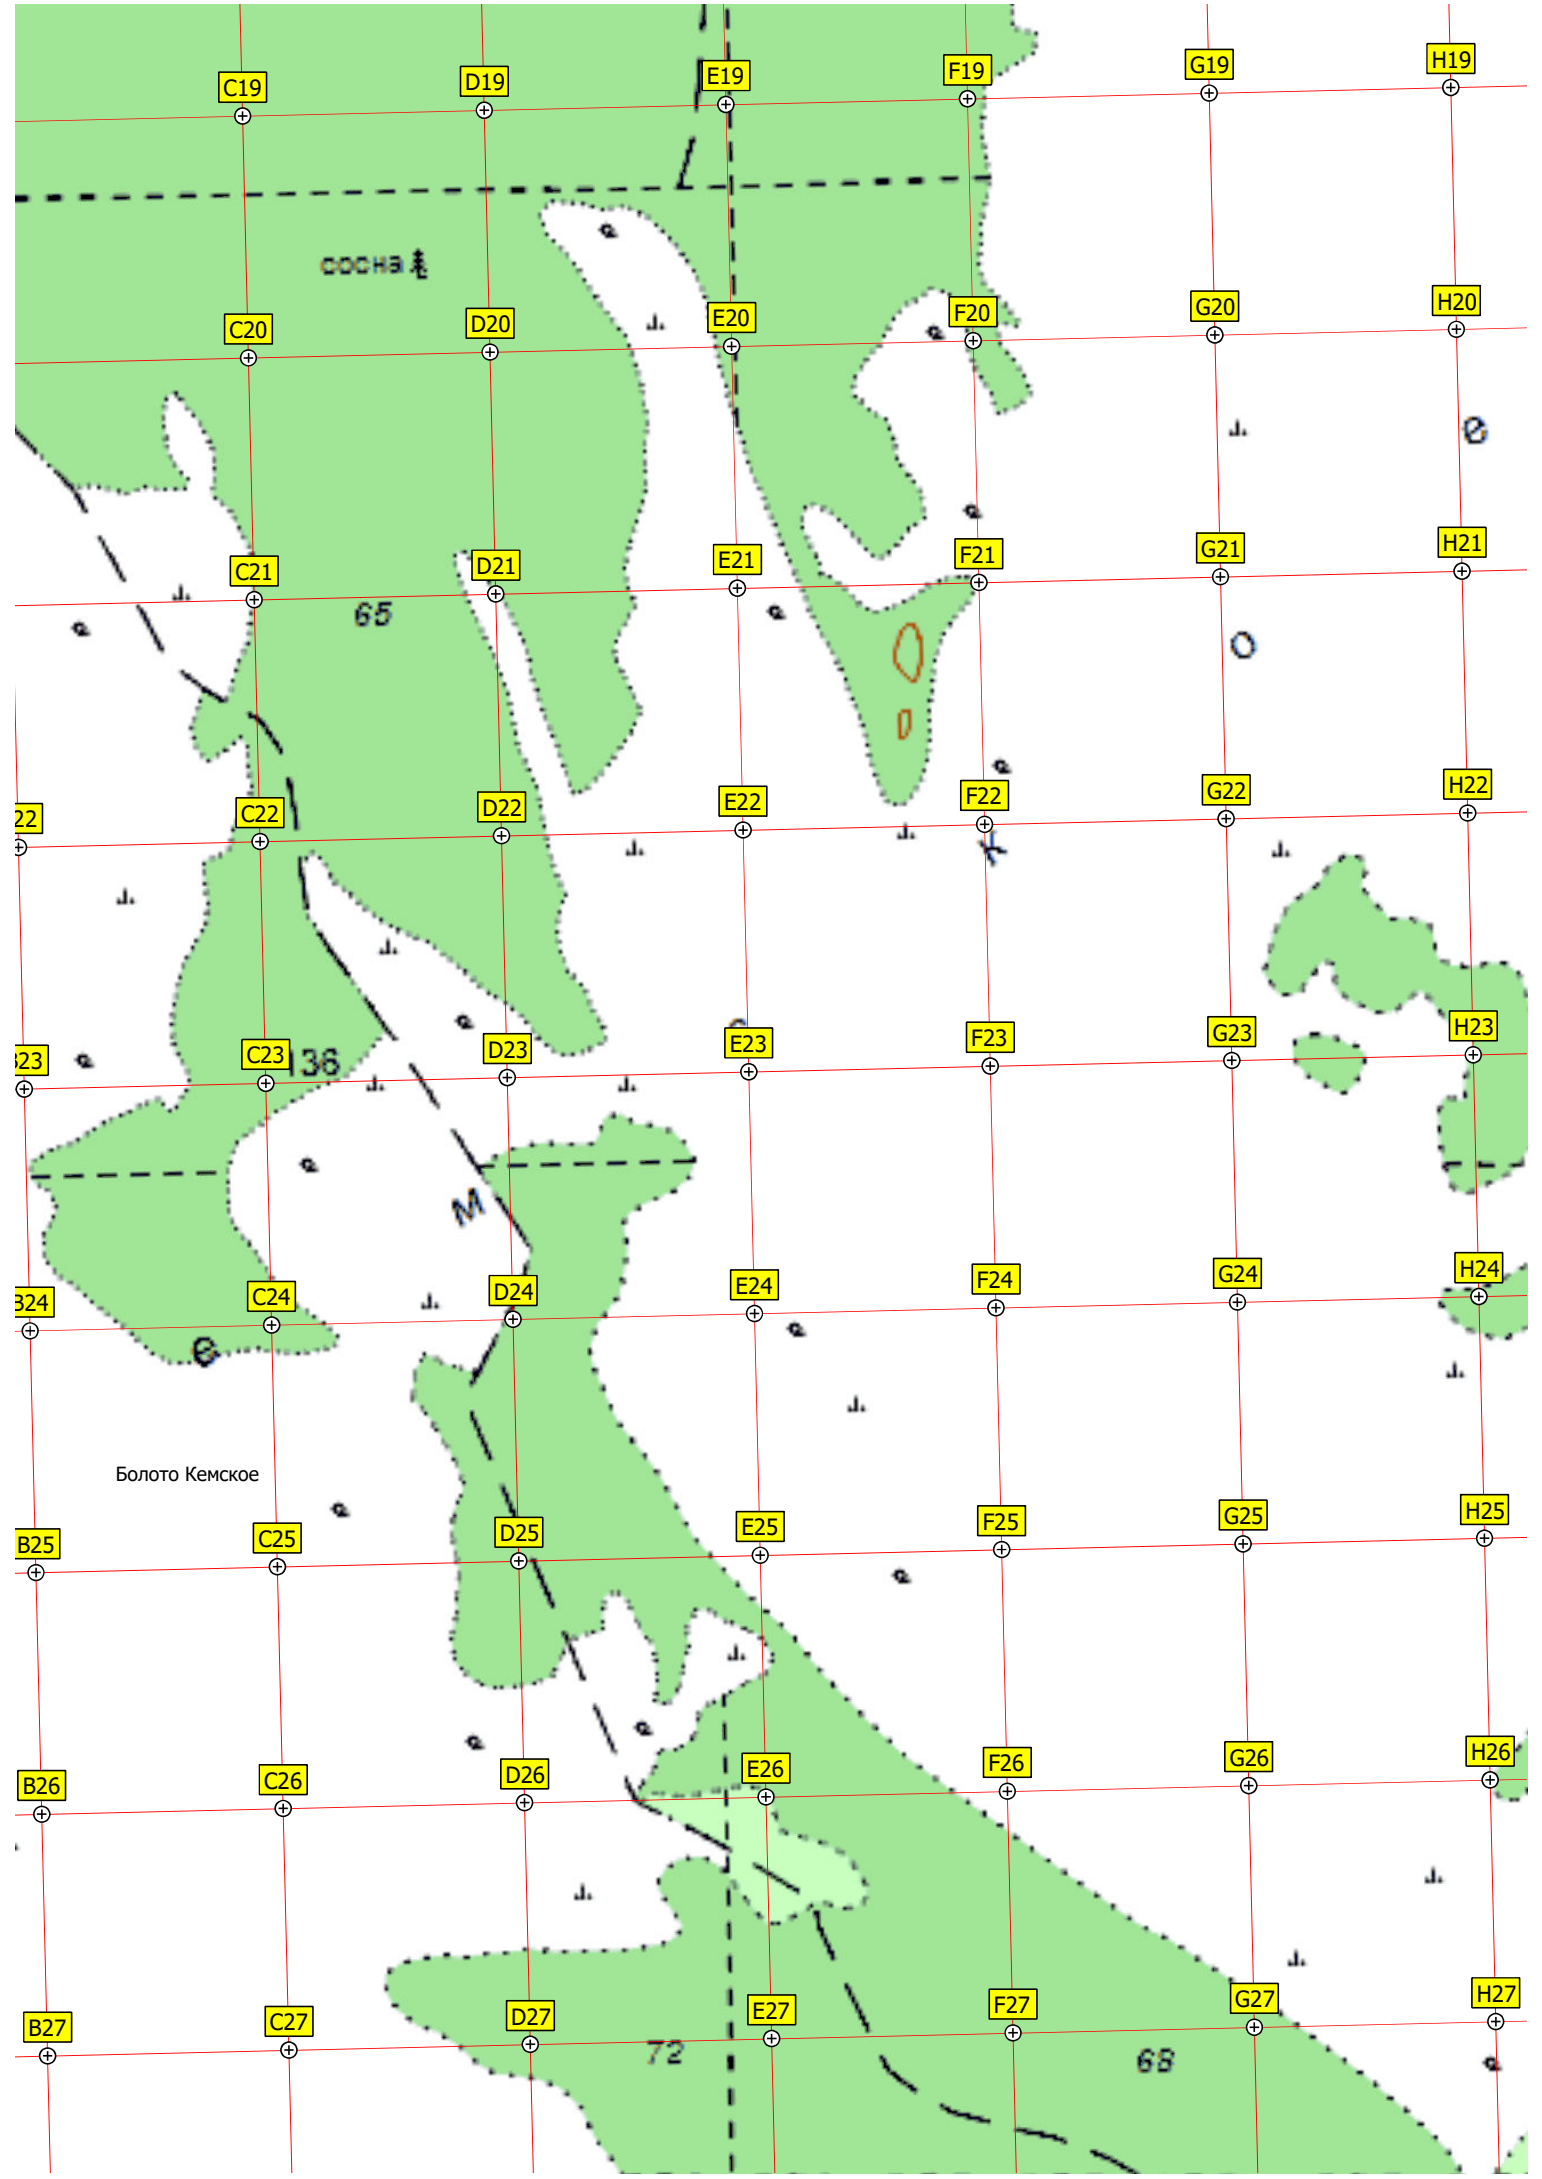 C19 D19 E19 F19 G19 H19
сосна
C20 D20 E20 F20 G20 H20
е
C21 D21 E21 F21 G21 H21
65
о
22 C22 D22 E22 F22 G22 H22
к
B23 C23 D23 E23 F23 G23 H23
136
м
B24 C24 D24 E24 F24 G24 H24
е
Болото Кемское
B25 C25 D25 E25 F25 G25 H25
B26 C26 D26 E26 F26 G26 H26
B27 C27 D27 E27 F27 G27 H27
72 68